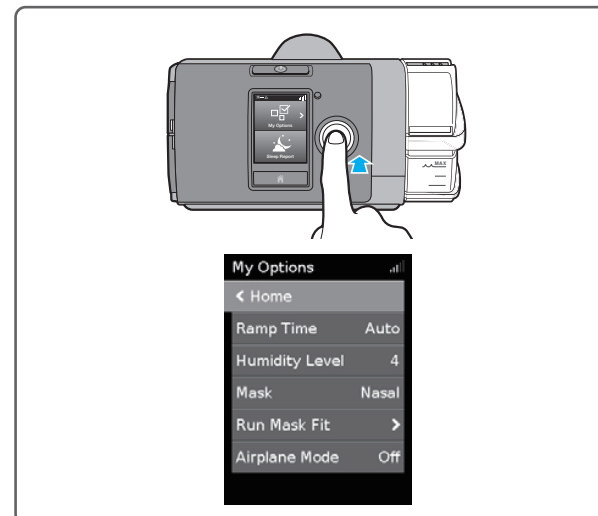 My Options
Sleep Report
MAX
My Options
< Home
Ramp Time Auto
Humidity Level 4
Mask Nasal
Run Mask Fit >
Airplane Mode Off